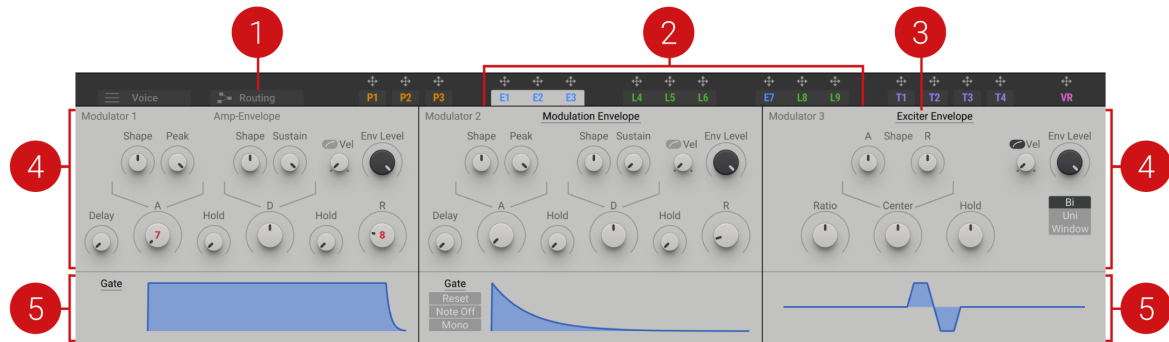 1
2
3
Voice Routing P1 P2 P3 E1 E2 E3 L4 L5 L6 E7 L8 L9 T1 T2 T3 T4 VR
Modulator 1 Amp-Envelope Modulator 2 Modulation Envelope Modulator 3 Exciter Envelope
Shape Peak Shape Sustain Vel Env Level Shape Peak Shape Sustain Vel Env Level A Shape R Vel Env Level
4
4
Delay A Hold D Hold R Delay A Hold D Hold R Ratio Center Hold
7
8
Bi
Uni
Window
5
Gate
Gate
Reset
Note Off
Mono
5